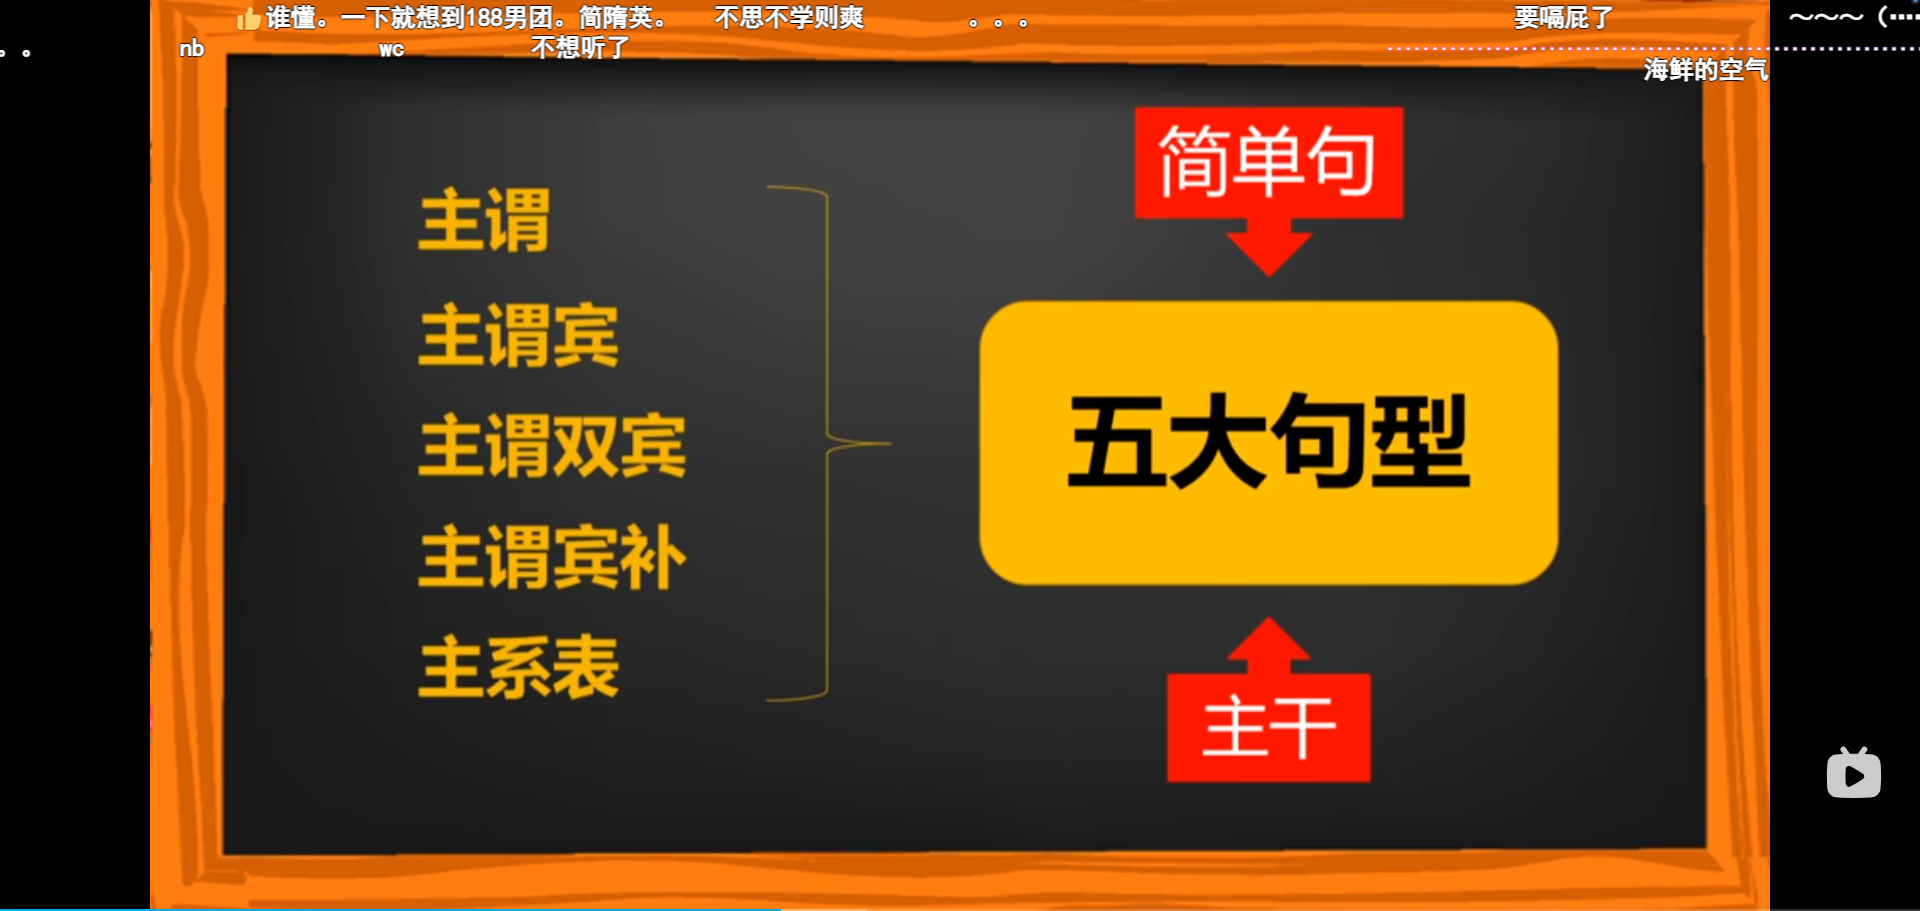 谁懂。一下就想到188男团。简隋英。
不思不学则爽
。。。
要嗝屁了
~~~（……
。。
nb
wc
不想听了
海鲜的空气
简单句
主谓
主谓宾
主谓双宾
主谓宾补
主系表
五大句型
主干